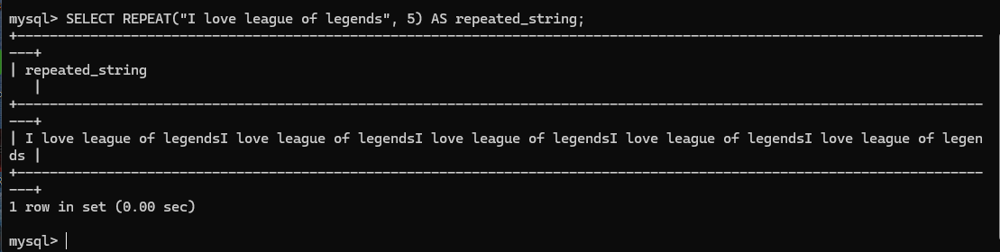 mysql> SELECT REPEAT("I love league of legends", 5) AS repeated_string;
+-----------------------------------------------------------------------------------------------------------------------
---+
| repeated_string
   |
+-----------------------------------------------------------------------------------------------------------------------
---+
| I love league of legendsI love league of legendsI love league of legendsI love league of legendsI love league of legen
ds |
+-----------------------------------------------------------------------------------------------------------------------
---+
1 row in set (0.00 sec)
mysql>